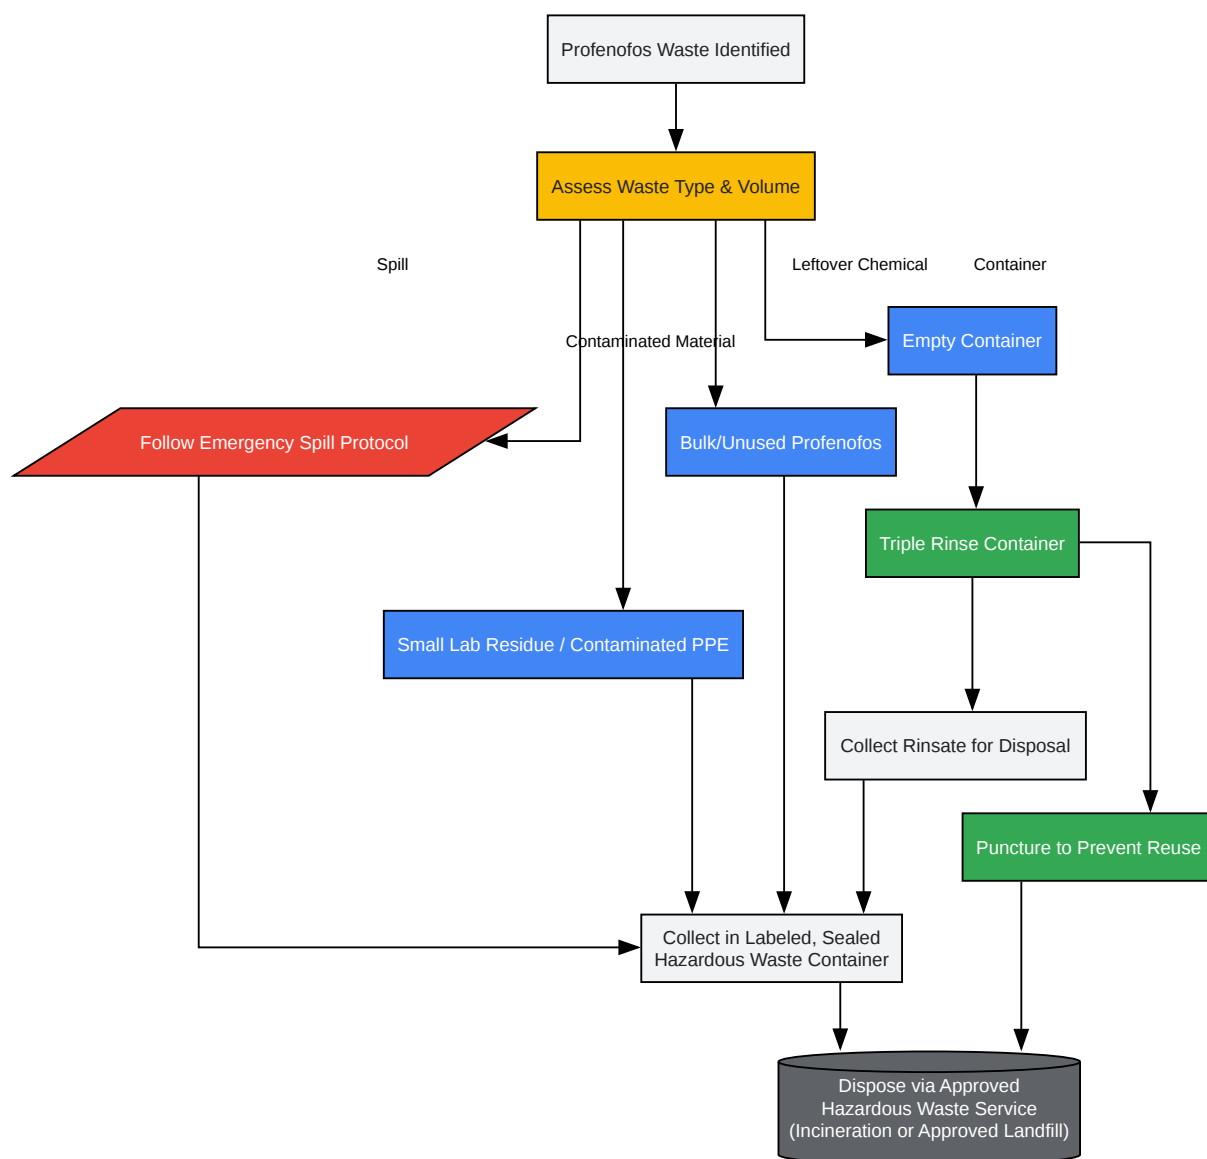 Profenofos Waste Identified
Assess Waste Type & Volume
Spill
Leftover Chemical
Container
Contaminated Material
Empty Container
Follow Emergency Spill Protocol
Bulk/Unused Profenofos
Triple Rinse Container
Small Lab Residue / Contaminated PPE
Collect Rinsate for Disposal
Puncture to Prevent Reuse
Collect in Labeled, Sealed
Hazardous Waste Container
Dispose via Approved
Hazardous Waste Service
(Incineration or Approved Landfill)